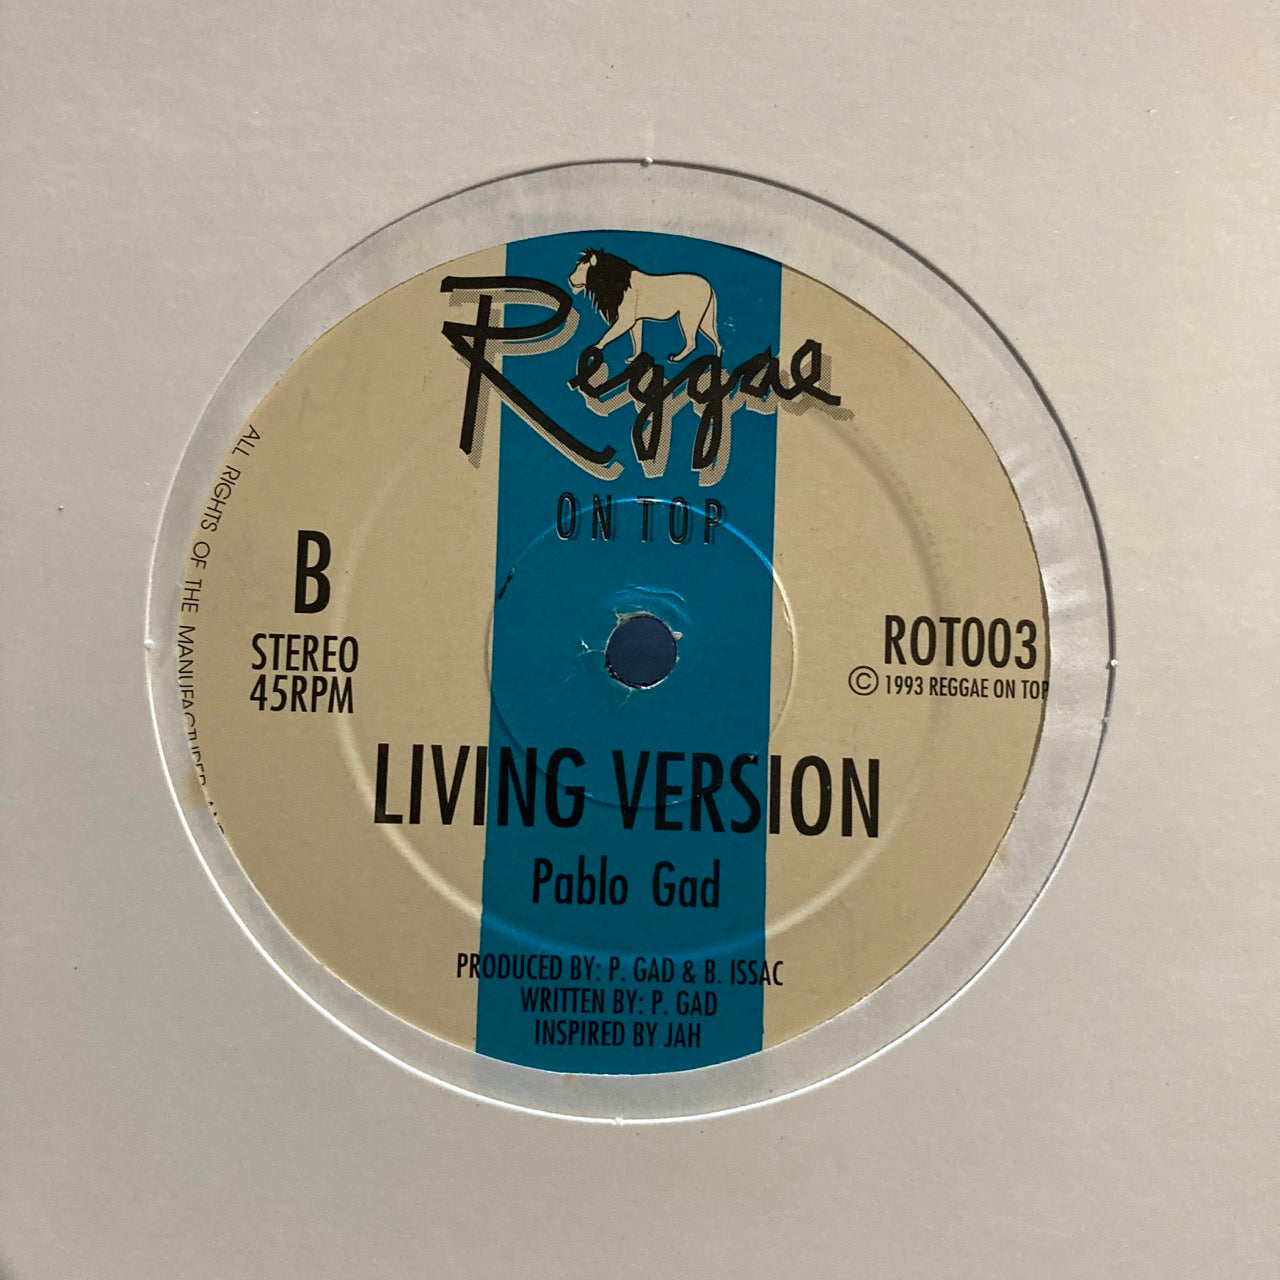 Reggae
ON TOP
ALL RIGHTS OF THE MANUFACTURER
B
STEREO
45RPM
ROT003
© 1993 REGGAE ON TOP
LIVING VERSION
Pablo Gad
PRODUCED BY: P. GAD & B. ISSAC
WRITTEN BY: P. GAD
INSPIRED BY JAH